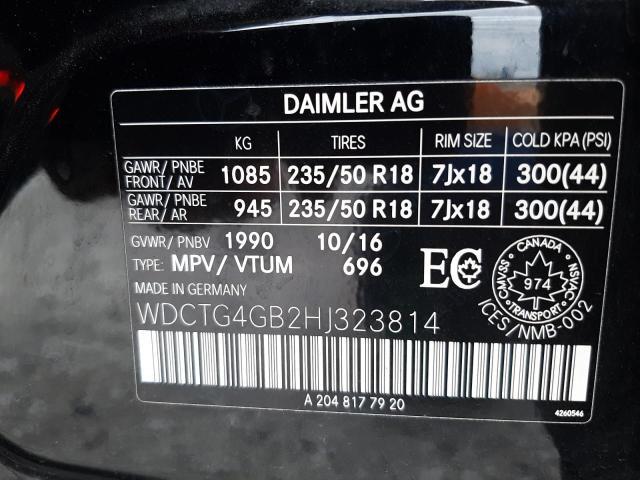 DAIMLER AG
KG TIRES RIM SIZE COLD KPA (PSI)
GAWR/ PNBE FRONT/ AV 1085 235/50 R18 7Jx18 300(44)
GAWR/ PNBE REAR/ AR 945 235/50 R18 7Jx18 300(44)
GVWR/ PNBV 1990 10/16
TYPE: MPV/ VTUM 696
EC
CANADA
CMVSS NSVAC
974
TRANSPORT
ICES/NMB-002
MADE IN GERMANY
WDCTG4GB2HJ323814
A 204 817 79 20
4260546